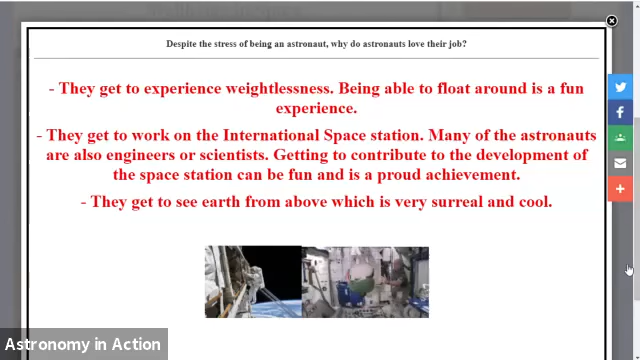 Despite the stress of being an astronaut, why do astronauts love their job?
- They get to experience weightlessness. Being able to float around is a fun
experience.
- They get to work on the International Space station. Many of the astronauts
are also engineers or scientists. Getting to contribute to the development of
the space station can be fun and is a proud achievement.
- They get to see earth from above which is very surreal and cool.
Astronomy in Action